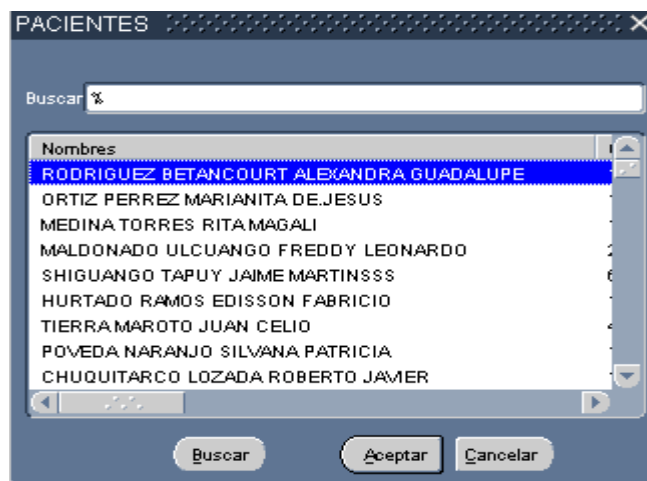 PACIENTES
Buscar %
Nombres
RODRIGUEZ BETANCOURT ALEXANDRA GUADALUPE
ORTIZ PERREZ MARIANITA DE.JESUS
MEDINA TORRES RITA MAGALI
MALDONADO ULCUANGO FREDDY LEONARDO
SHIGUANGO TAPUY JAIME MARTINSSS
HURTADO RAMOS EDISSON FABRICIO
TIERRA MAROTO JUAN CELIO
POVEDA NARANJO SILVANA PATRICIA
CHUQUITARCO LOZADA ROBERTO JAVIER
Buscar Aceptar Cancelar